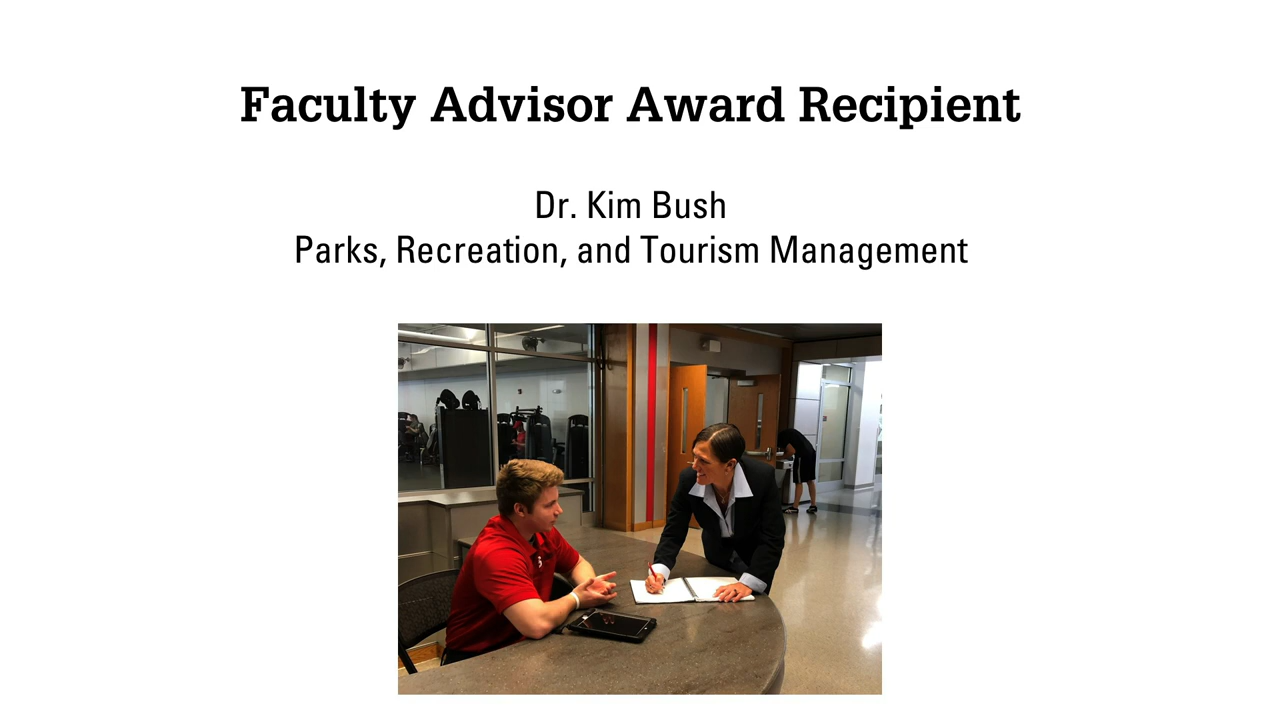 Faculty Advisor Award Recipient
Dr. Kim Bush
Parks, Recreation, and Tourism Management